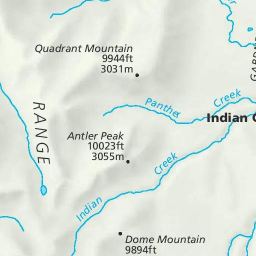 Quadrant Mountain
9944ft
3031m
Panther
Creek
Indian
RANGE
Antler Peak
10023ft
3055m
Creek
Indian
Dome Mountain
9894ft